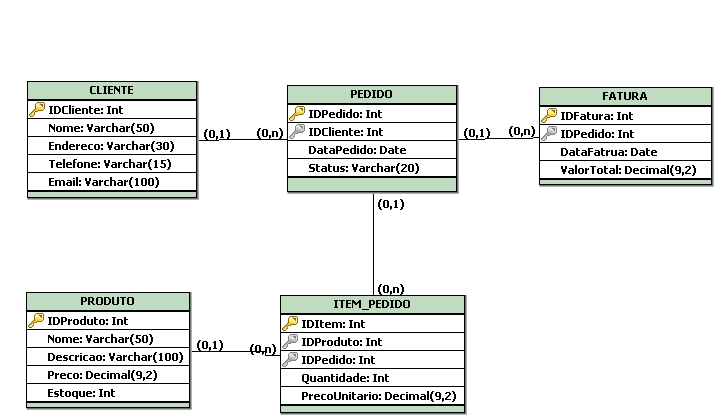 CLIENTE
IDCliente: Int
Nome: Varchar(50)
Endereco: Varchar(30)
Telefone: Varchar(15)
Email: Varchar(100)
(0,1)
(0,n)
PEDIDO
IDPedido: Int
IDCliente: Int
DataPedido: Date
Status: Varchar(20)
(0,1)
(0,n)
FATURA
IDFatura: Int
IDPedido: Int
DataFatrua: Date
ValorTotal: Decimal(9,2)
(0,1)
(0,n)
PRODUTO
IDProduto: Int
Nome: Varchar(50)
Descricao: Varchar(100)
Preco: Decimal(9,2)
Estoque: Int
(0,1)
(0,n)
ITEM_PEDIDO
IDItem: Int
IDProduto: Int
IDPedido: Int
Quantidade: Int
PrecoUnitario: Decimal(9,2)